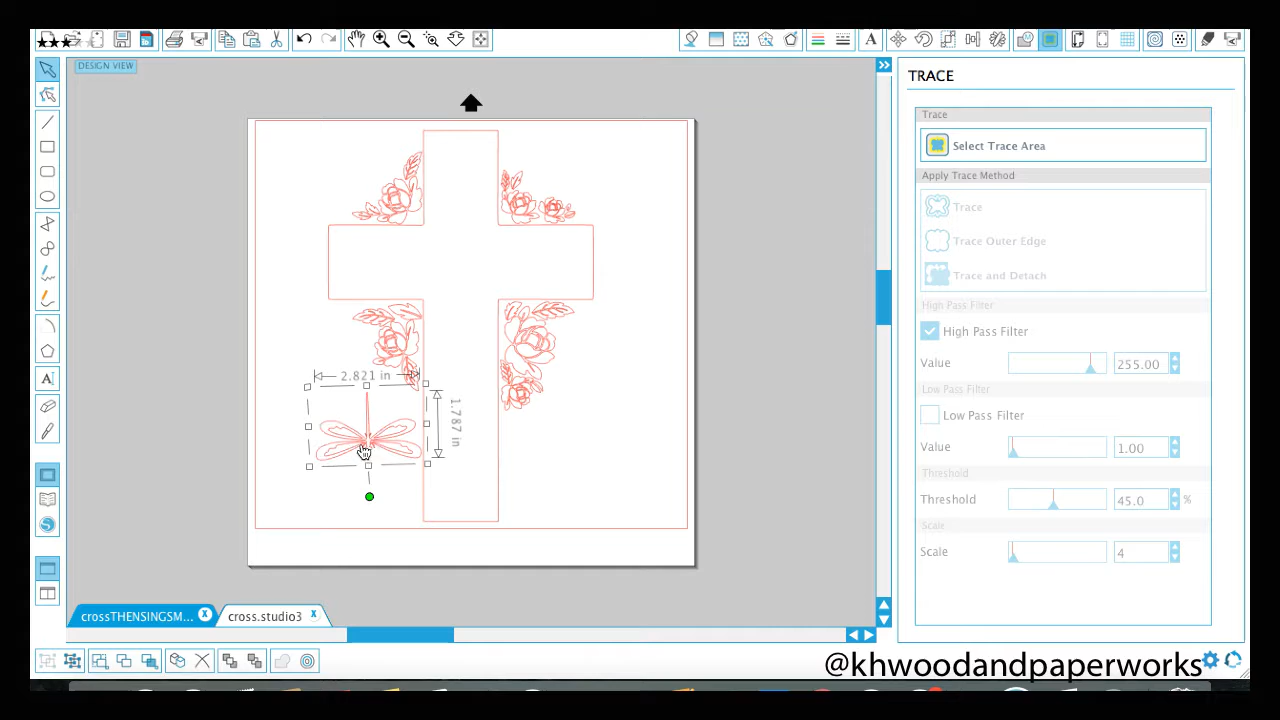 DESIGN VIEW
TRACE
Trace
Select Trace Area
Apply Trace Method
Trace
Trace Outer Edge
Trace and Detach
High Pass Filter
High Pass Filter
Value 255.00
Low Pass Filter
Low Pass Filter
Value 1.00
Threshold
Threshold 45.0 %
Scale
Scale 4
2.821 in
1.787 in
crossTHENSINGSM... X
cross.studio3 X
@khwoodandpaperworks